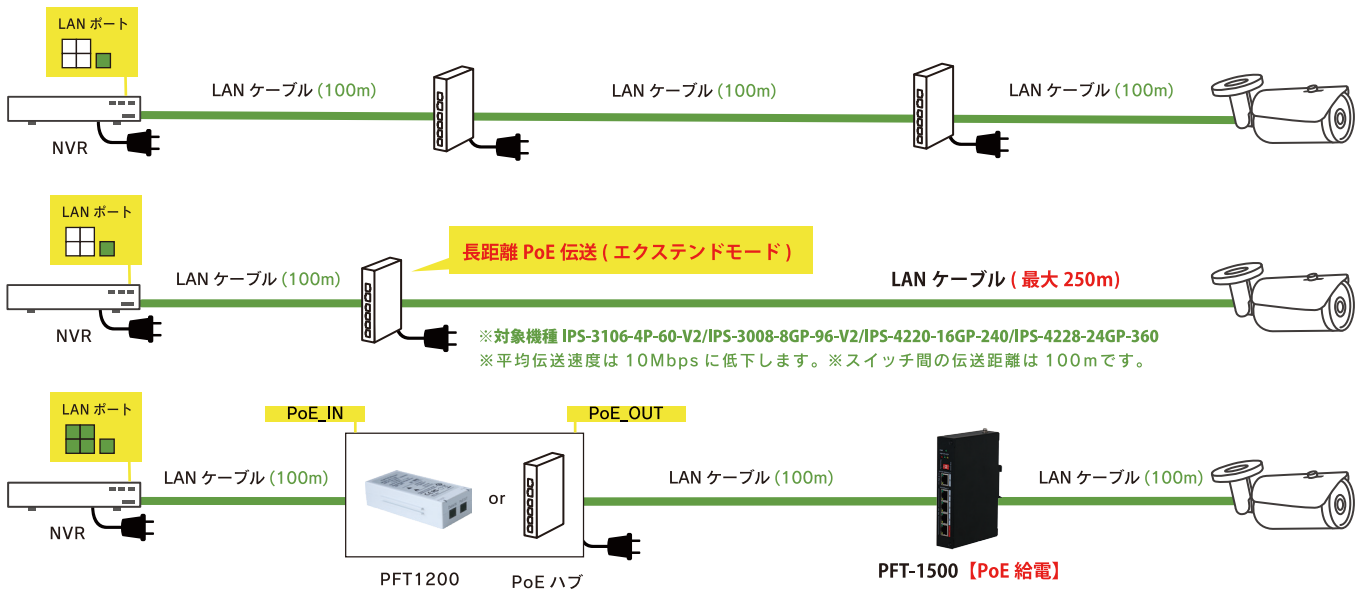 LAN ポート
LAN ケーブル (100m)
LAN ケーブル (100m)
LAN ケーブル (100m)
NVR
LAN ポート
長距離 PoE 伝送 ( エクステンドモード )
LAN ケーブル (100m)
LAN ケーブル ( 最大 250m)
NVR
※対象機種 IPS-3106-4P-60-V2/IPS-3008-8GP-96-V2/IPS-4220-16GP-240/IPS-4228-24GP-360
※平均伝送速度は 10Mbps に低下します。※スイッチ間の伝送距離は 100m です。
LAN ポート
PoE_IN
PoE_OUT
LAN ケーブル (100m)
LAN ケーブル (100m)
LAN ケーブル (100m)
or
NVR
PFT1200
PoE ハブ
PFT-1500【PoE 給電】